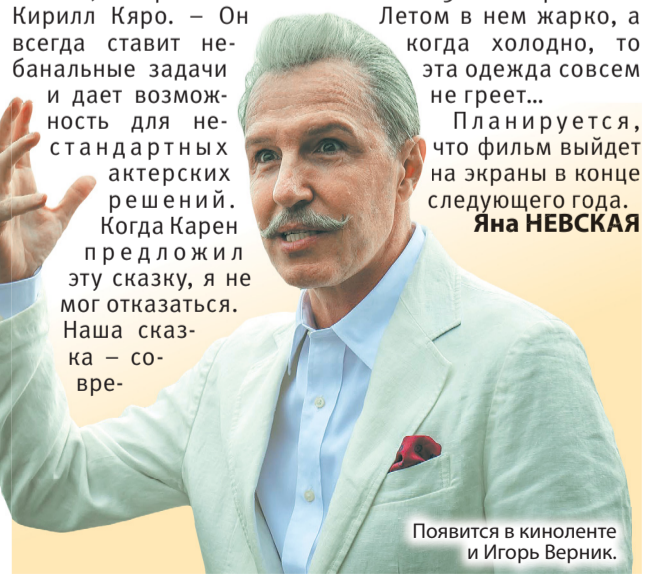 Кирилл Кяро. – Он
всегда ставит не-
банальные задачи
и дает возмож-
ность для не-
стандартных
актерских
решений.
Когда Карен
предложил
эту сказку, я не
мог отказаться.
Наша сказ-
ка – со-
вре-
Летом в нем жарко, а
когда холодно, то
эта одежда совсем
не греет...
Планируется,
что фильм выйдет
на экраны в конце
следующего года.
Яна НЕВСКАЯ
Появится в киноленте
и Игорь Верник.